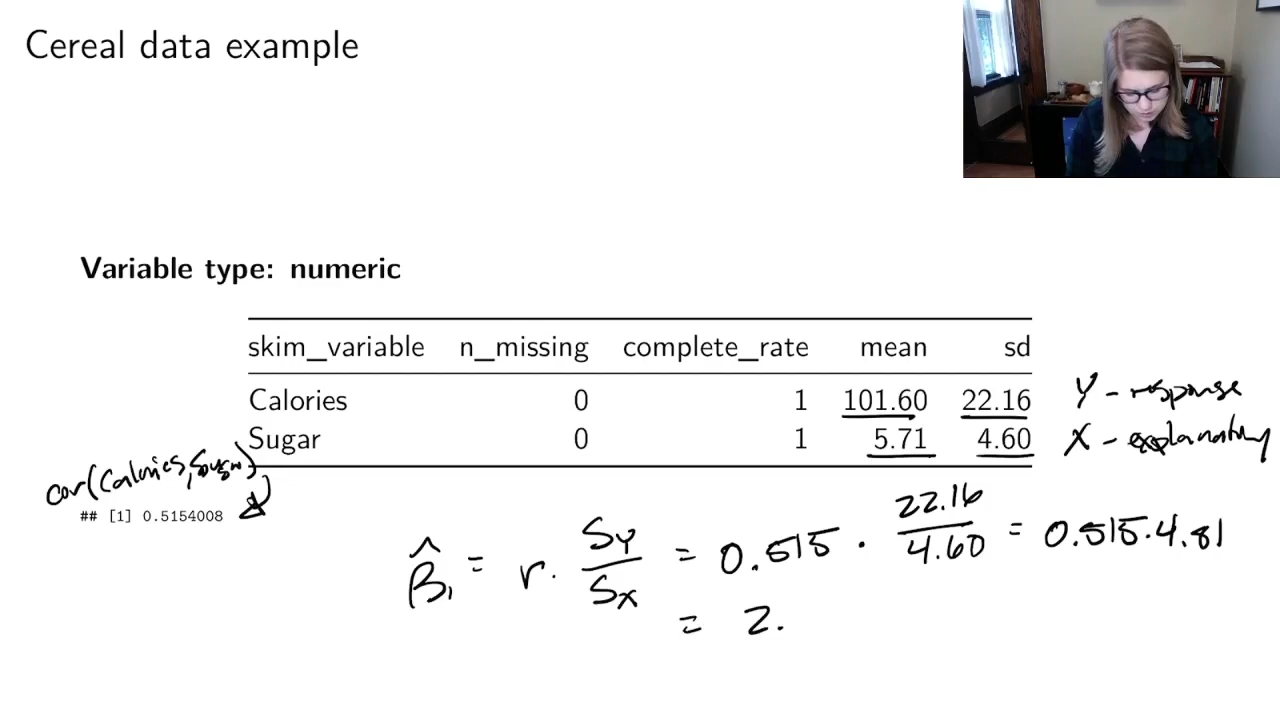 Cereal data example
Variable type: numeric
skim_variable n_missing complete_rate mean sd
Calories 0 1 101.60 22.16 Y - response
Sugar 0 1 5.71 4.60 X - explanatory
cor(Calories, Sugar)
## [1] 0.5154008
β̂₁ = r · Sy/Sx = 0.515 · 22.16/4.60 = 0.515 · 4.81
= 2.